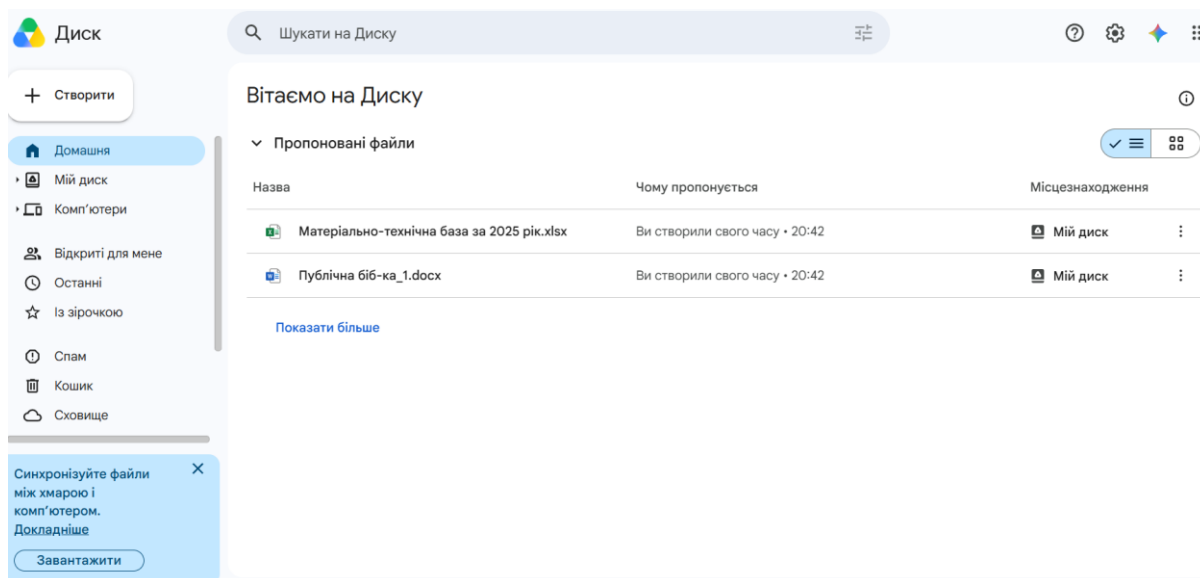 Диск
Шукати на Диску
Створити
Домашня
Мій диск
Комп'ютери
Відкриті для мене
Останні
Із зірочкою
Спам
Кошик
Сховище
Синхронізуйте файли
між хмарою і
комп'ютером.
Докладніше
Завантажити
Вітаємо на Диску
Пропоновані файли
Назва Чому пропонується Місцезнаходження
Матеріально-технічна база за 2025 рік.xlsx Ви створили свого часу • 20:42 Мій диск
Публічна біб-ка_1.docx Ви створили свого часу • 20:42 Мій диск
Показати більше